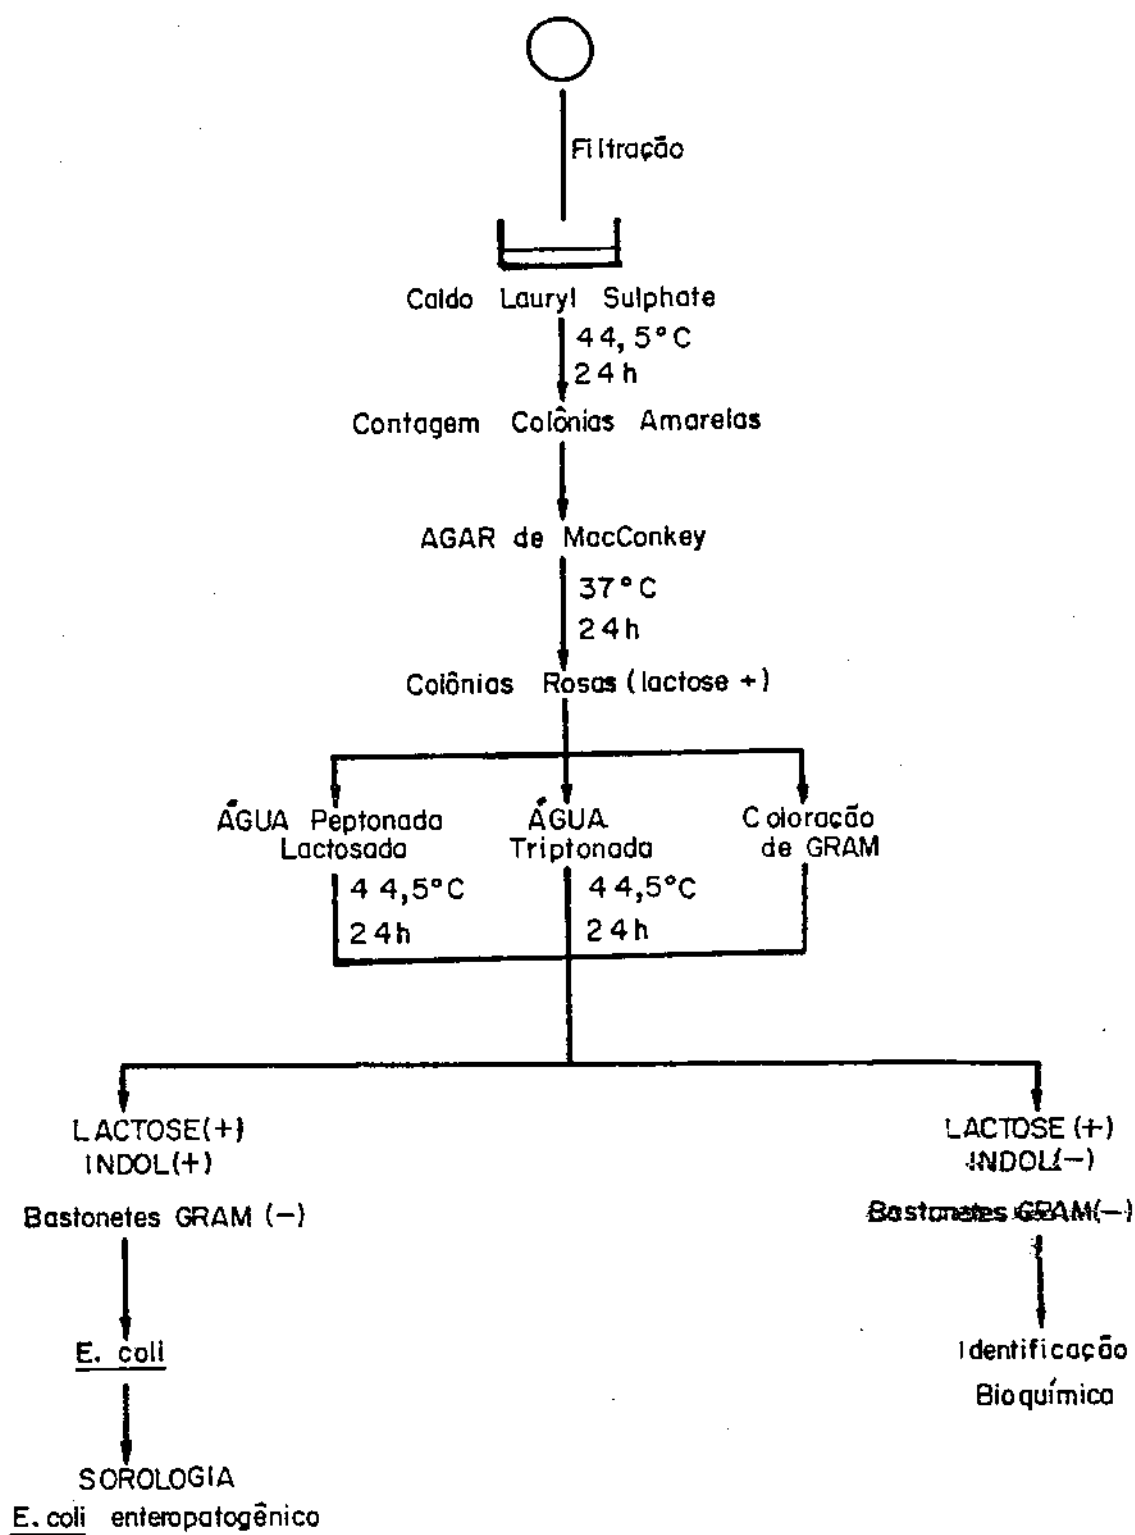 Filtração
Caldo Lauryl Sulphate
44,5°C
24h
Contagem Colônias Amarelas
AGAR de MacConkey
37°C
24h
Colônias Rosas (lactose +)
ÁGUA Peptonada
Lactosada
44,5°C
24h
ÁGUA
Triptonada
44,5°C
24h
Coloração
de GRAM
LACTOSE(+)
INDOL(+)
Bastonetes GRAM (-)
E. coli
SOROLOGIA
E. coli enteropatogênico
LACTOSE (+)
INDOL(-)
Bastonetes GRAM(-)
Identificação
Bioquímica